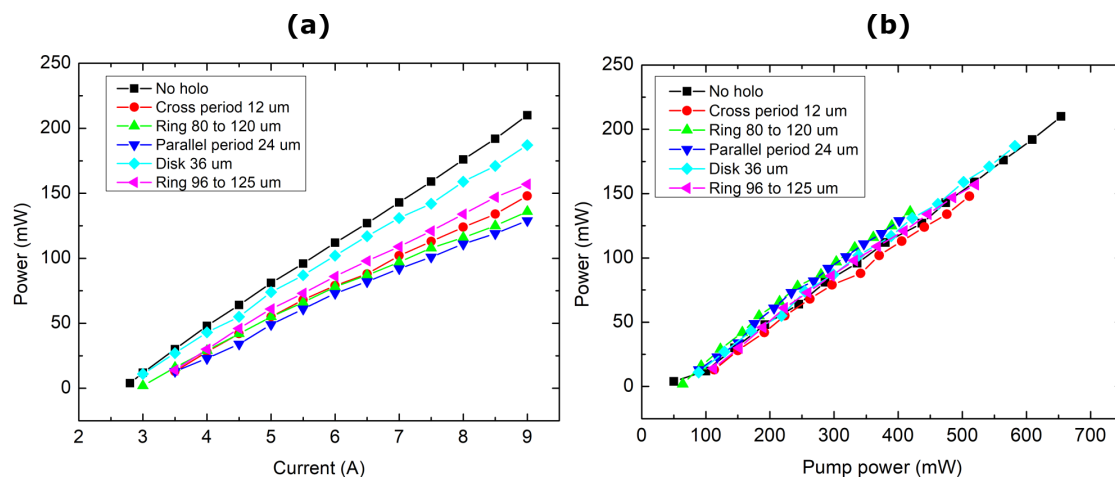 (a)
250
200
150
100
50
0
Power (mW)
No holo
Cross period 12 um
Ring 80 to 120 um
Parallel period 24 um
Disk 36 um
Ring 96 to 125 um
2 3 4 5 6 7 8 9
Current (A)
(b)
250
200
150
100
50
0
Power (mW)
No holo
Cross period 12 um
Ring 80 to 120 um
Parallel period 24 um
Disk 36 um
Ring 96 to 125 um
0 100 200 300 400 500 600 700
Pump power (mW)